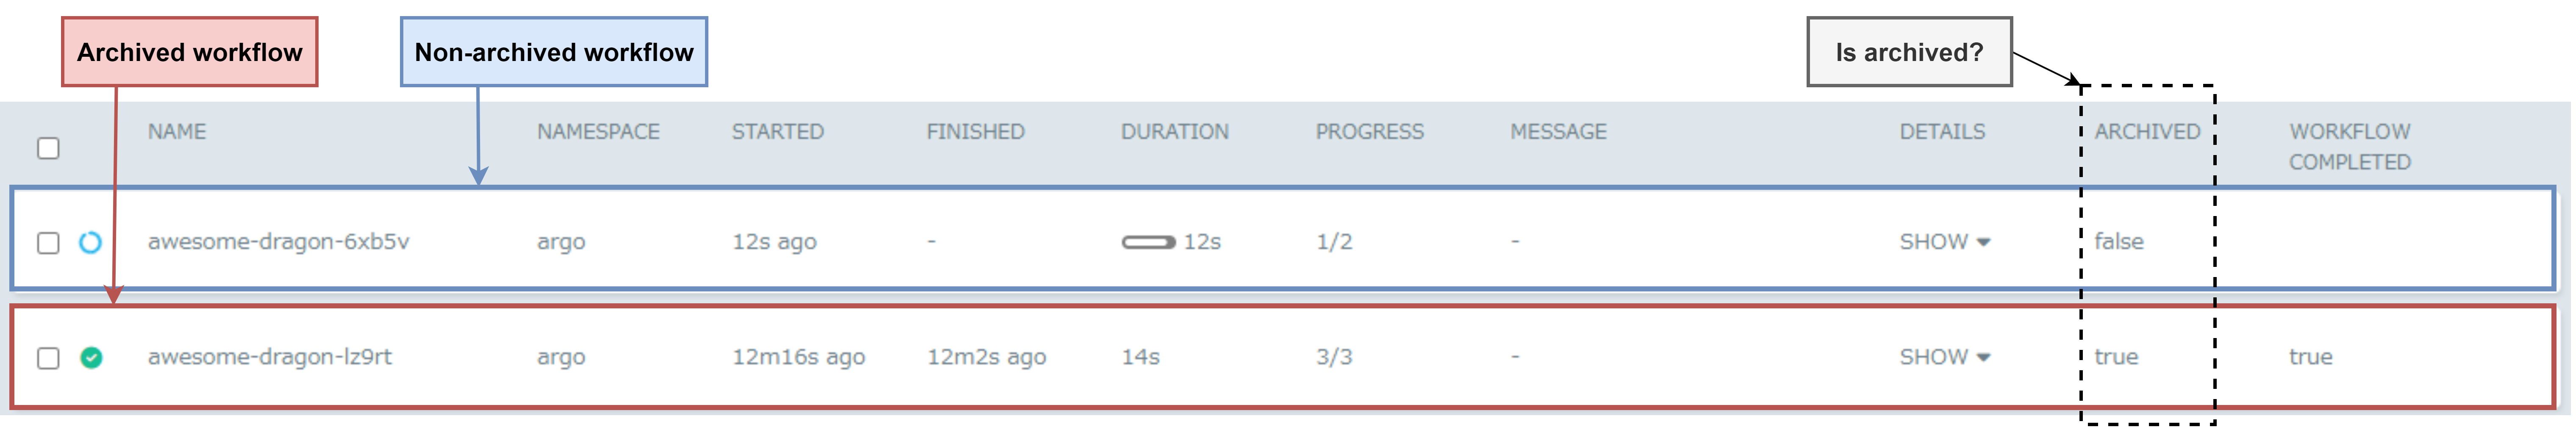 Archived workflow Non-archived workflow Is archived?
NAME NAMESPACE STARTED FINISHED DURATION PROGRESS MESSAGE DETAILS ARCHIVED WORKFLOW COMPLETED
awesome-dragon-6xb5v argo 12s ago - 12s 1/2 - SHOW false
awesome-dragon-lz9rt argo 12m16s ago 12m2s ago 14s 3/3 - SHOW true true